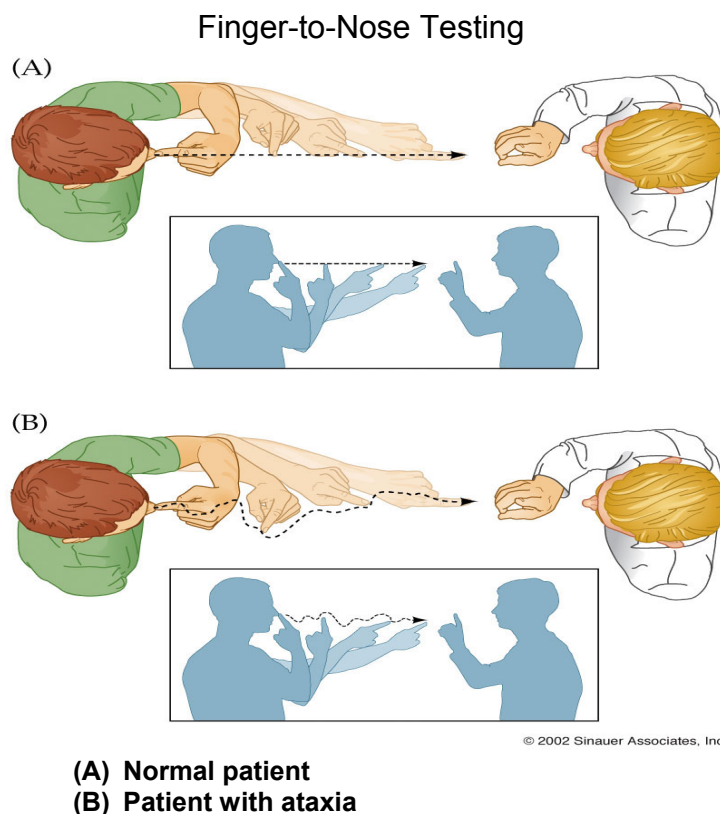 Finger-to-Nose Testing
(A)
(B)
© 2002 Sinauer Associates, Inc
(A) Normal patient
(B) Patient with ataxia